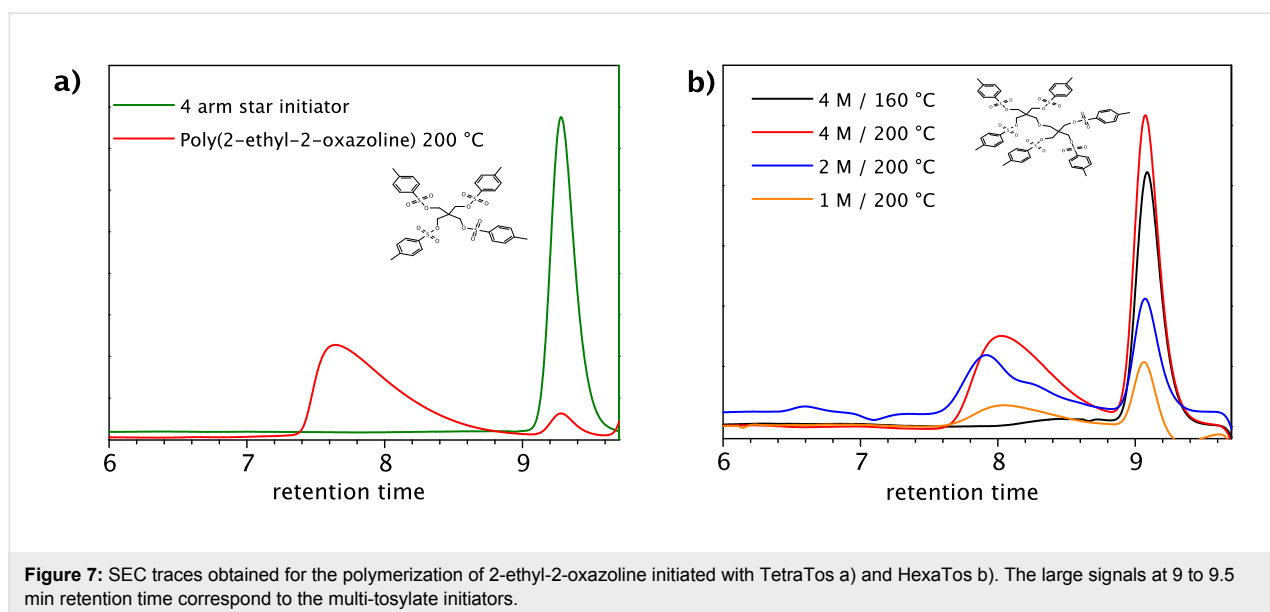 a)
4 arm star initiator
Poly(2-ethyl-2-oxazoline) 200 °C
6
7
8
9
retention time
b)
4 M / 160 °C
4 M / 200 °C
2 M / 200 °C
1 M / 200 °C
6
7
8
9
retention time
Figure 7: SEC traces obtained for the polymerization of 2-ethyl-2-oxazoline initiated with TetraTos a) and HexaTos b). The large signals at 9 to 9.5
min retention time correspond to the multi-tosylate initiators.